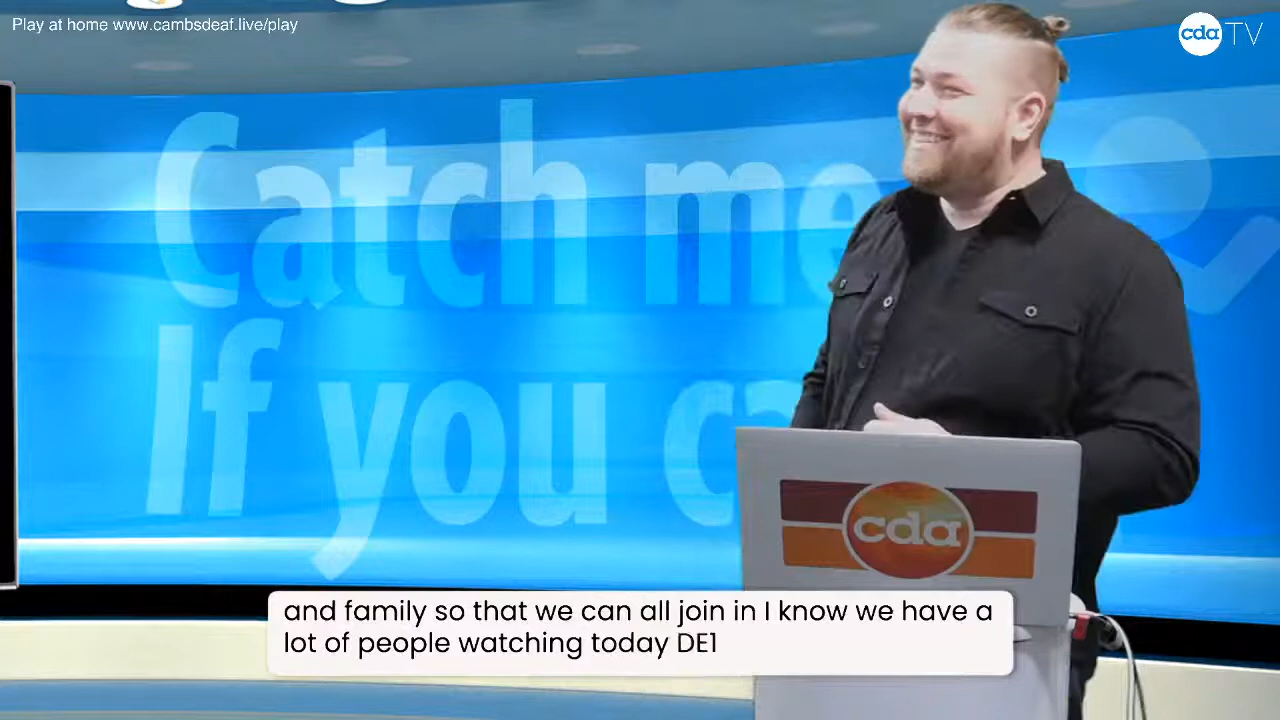 Play at home www.cambsdeaf.live/play
cda TV
Catch me
If you ca
cda
and family so that we can all join in I know we have a
lot of people watching today DE1